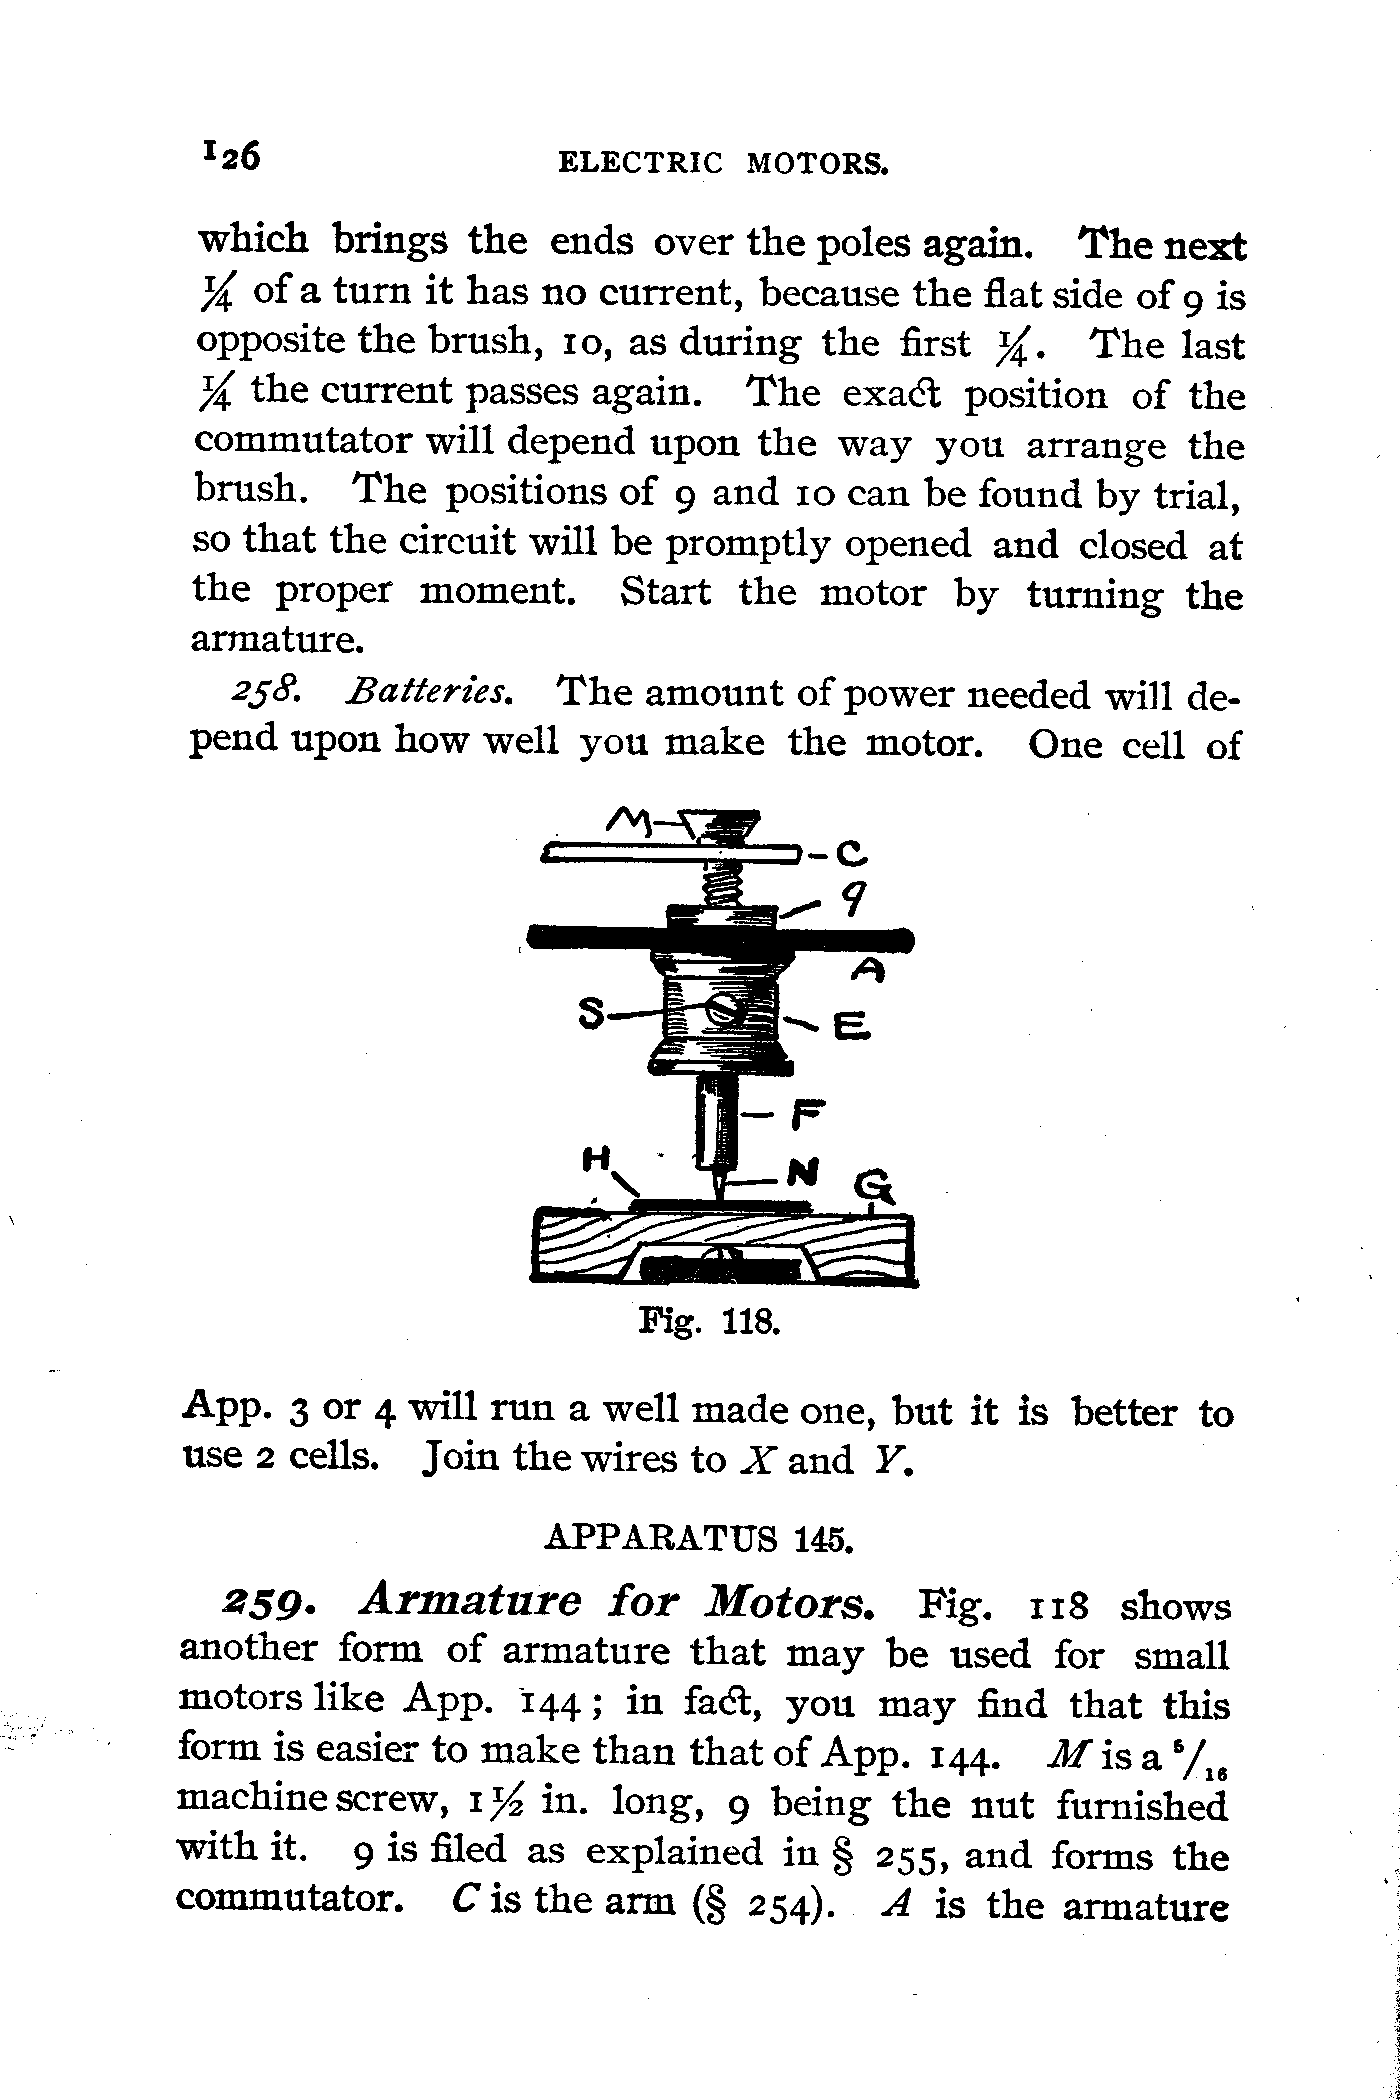 126 ELECTRIC MOTORS.
which brings the ends over the poles again. The next
¼ of a turn it has no current, because the flat side of 9 is
opposite the brush, 10, as during the first ¼. The last
¼ the current passes again. The exact position of the
commutator will depend upon the way you arrange the
brush. The positions of 9 and 10 can be found by trial,
so that the circuit will be promptly opened and closed at
the proper moment. Start the motor by turning the
armature.
258. Batteries. The amount of power needed will de-
pend upon how well you make the motor. One cell of
M
C
9
A
S
E
F
H
N
G
Fig. 118.
App. 3 or 4 will run a well made one, but it is better to
use 2 cells. Join the wires to X and Y.
APPARATUS 145.
259. Armature for Motors. Fig. 118 shows
another form of armature that may be used for small
motors like App. 144; in fact, you may find that this
form is easier to make than that of App. 144. M is a 5/16
machine screw, 1½ in. long, 9 being the nut furnished
with it. 9 is filed as explained in § 255, and forms the
commutator. C is the arm (§ 254). A is the armature